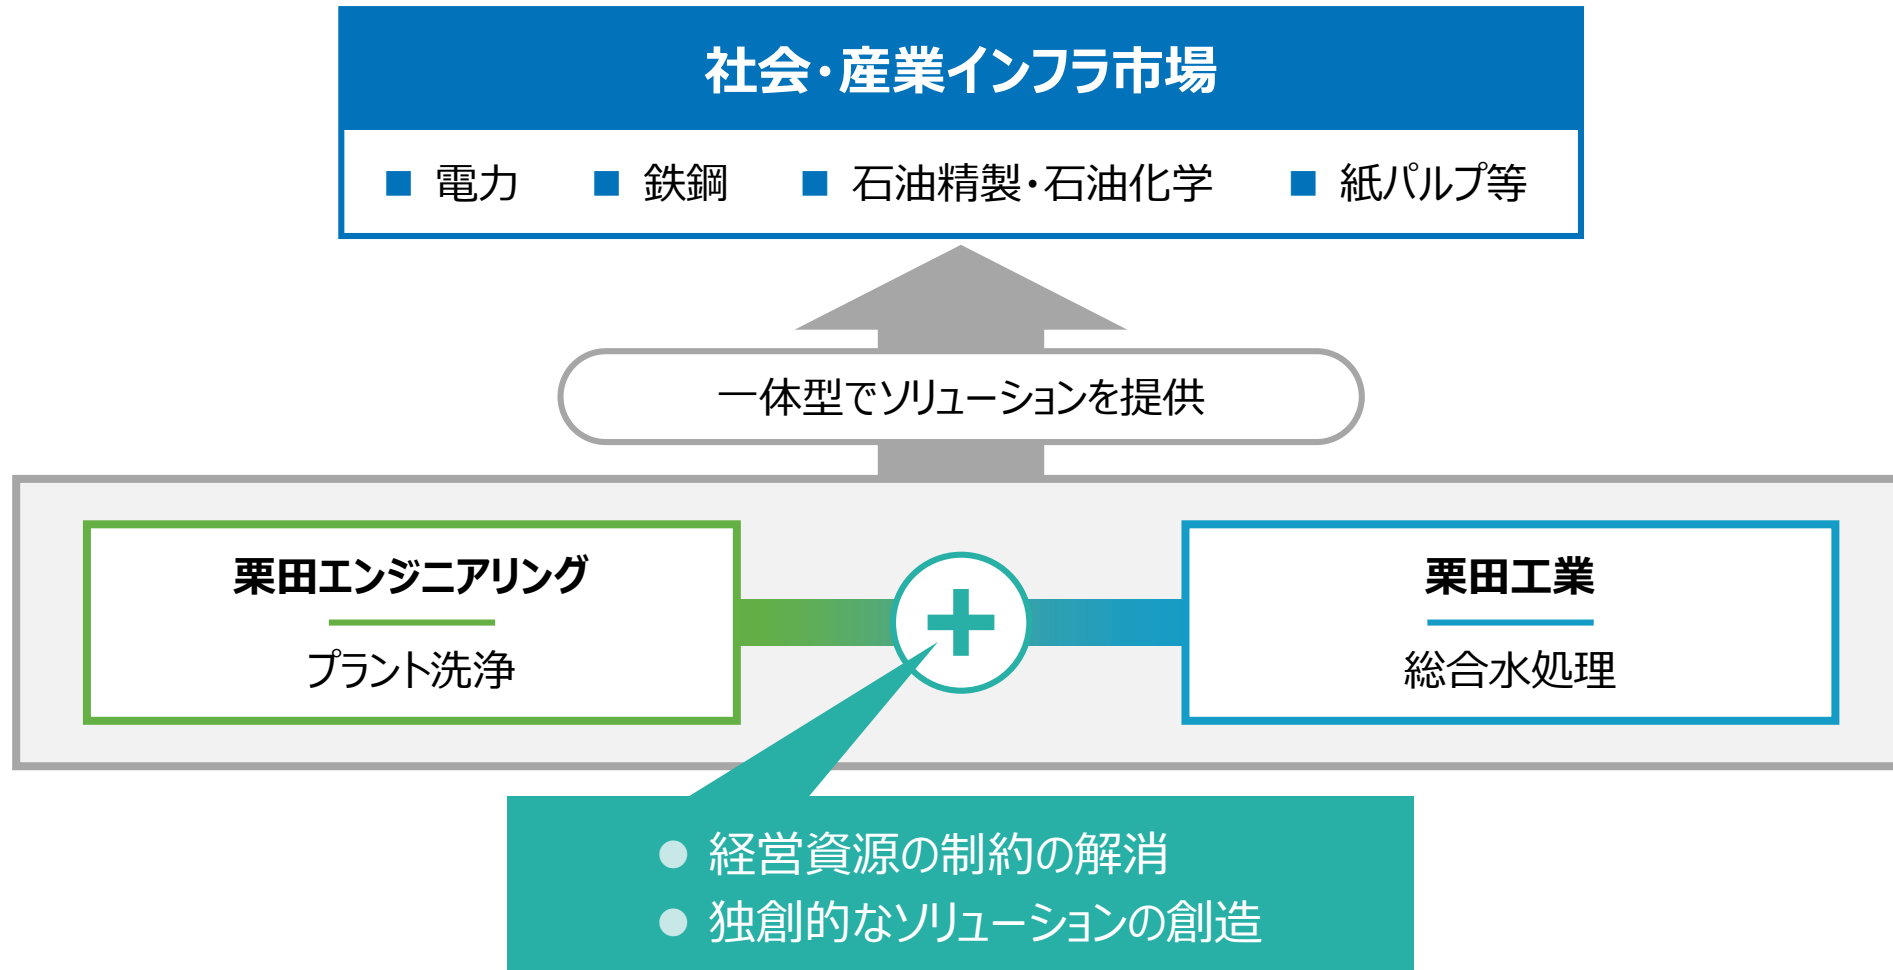 社会・産業インフラ市場
■ 電力 ■ 鉄鋼 ■ 石油精製・石油化学 ■ 紙パルプ等
一体型でソリューションを提供
栗田エンジニアリング
プラント洗浄
+
栗田工業
総合水処理
● 経営資源の制約の解消
● 独創的なソリューションの創造